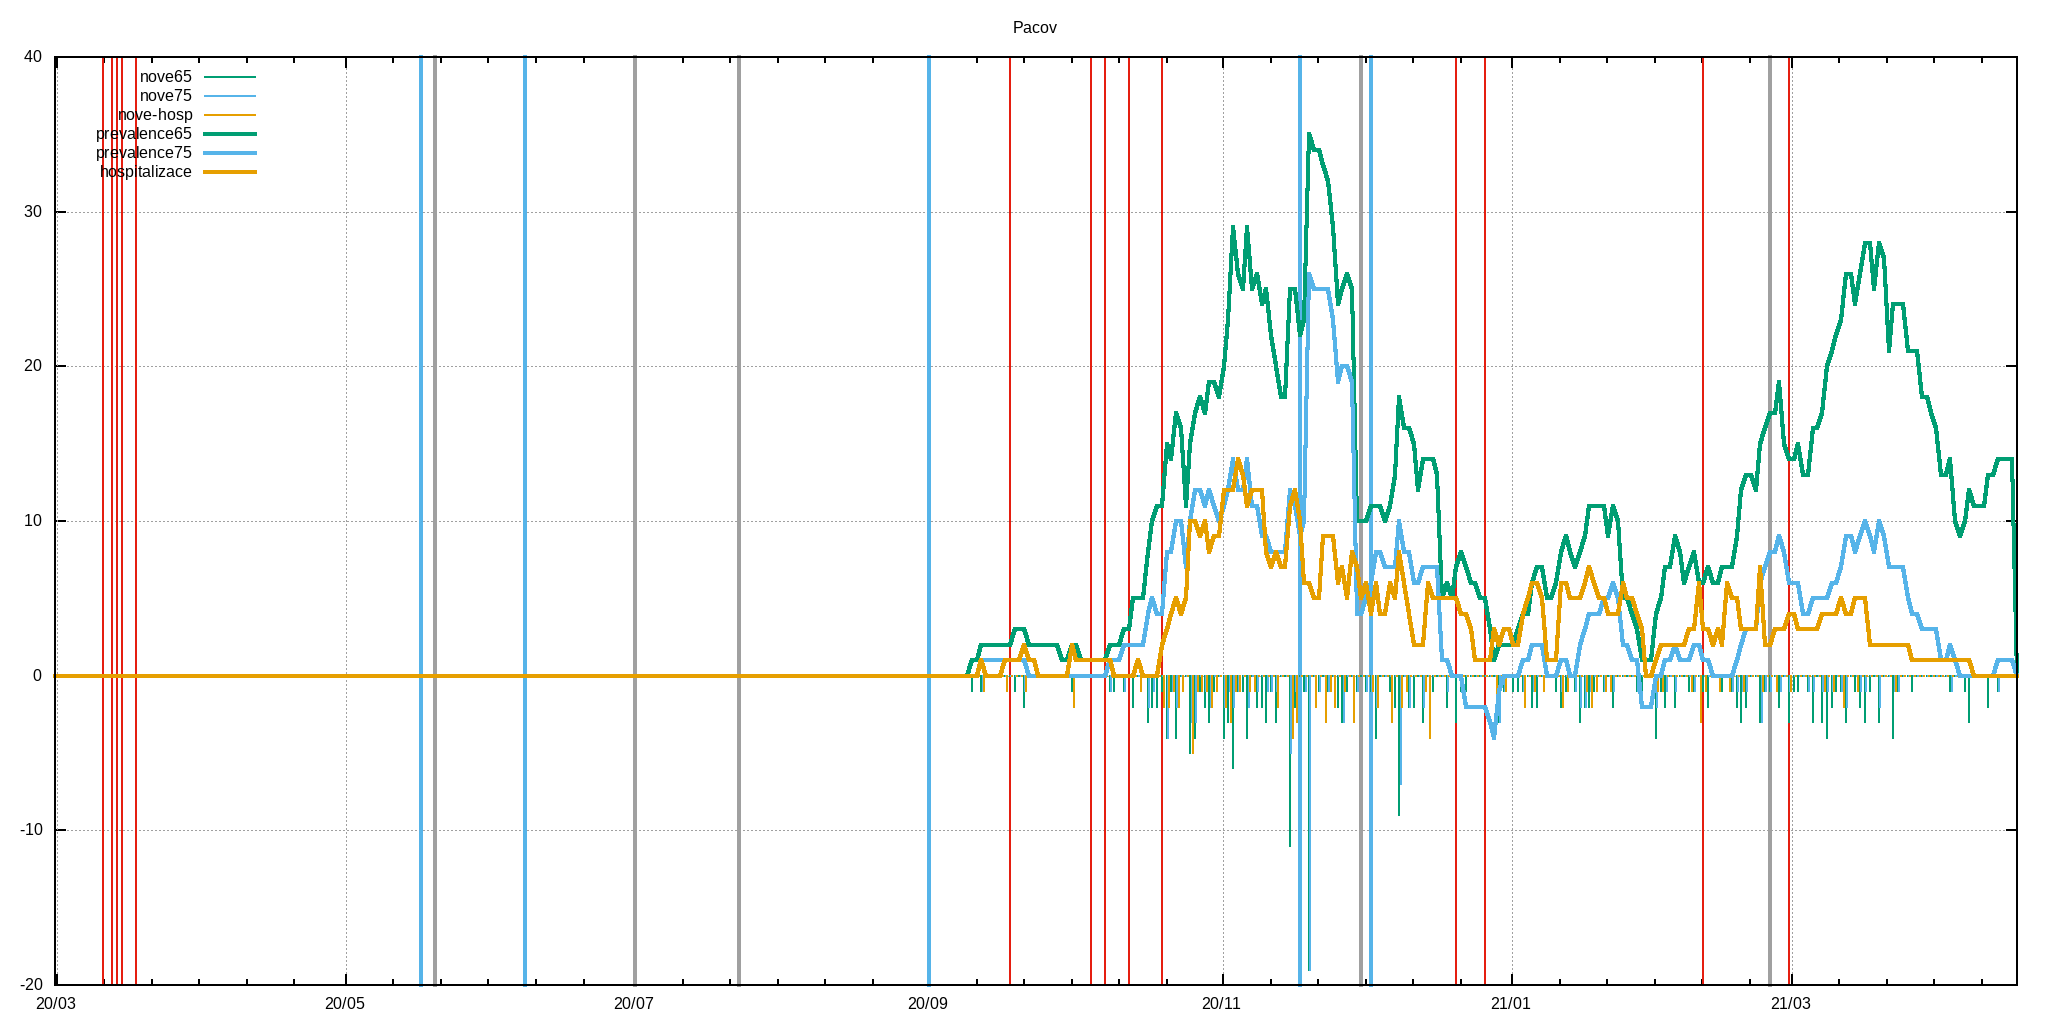 Pacov
40
30
20
10
0
-10
-20
nove65
nove75
nove-hosp
prevalence65
prevalence75
hospitalizace
20/03 20/05 20/07 20/09 20/11 21/01 21/03